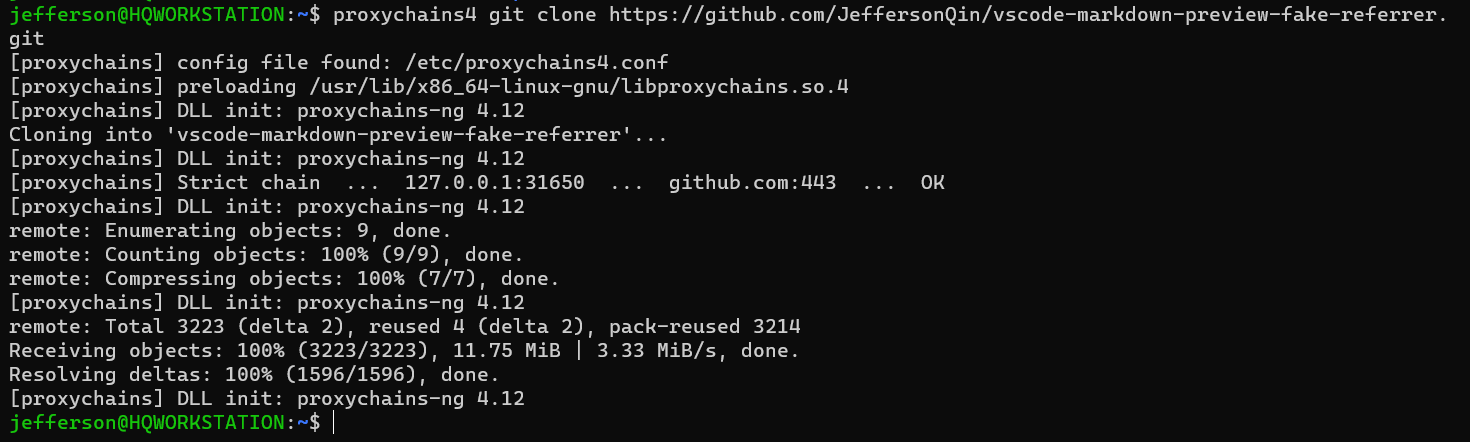 jefferson@HQWORKSTATION:~$ proxychains4 git clone https://github.com/JeffersonQin/vscode-markdown-preview-fake-referrer.
git
[proxychains] config file found: /etc/proxychains4.conf
[proxychains] preloading /usr/lib/x86_64-linux-gnu/libproxychains.so.4
[proxychains] DLL init: proxychains-ng 4.12
Cloning into 'vscode-markdown-preview-fake-referrer'...
[proxychains] DLL init: proxychains-ng 4.12
[proxychains] Strict chain  ...  127.0.0.1:31650  ...  github.com:443  ...  OK
[proxychains] DLL init: proxychains-ng 4.12
remote: Enumerating objects: 9, done.
remote: Counting objects: 100% (9/9), done.
remote: Compressing objects: 100% (7/7), done.
[proxychains] DLL init: proxychains-ng 4.12
remote: Total 3223 (delta 2), reused 4 (delta 2), pack-reused 3214
Receiving objects: 100% (3223/3223), 11.75 MiB | 3.33 MiB/s, done.
Resolving deltas: 100% (1596/1596), done.
[proxychains] DLL init: proxychains-ng 4.12
jefferson@HQWORKSTATION:~$